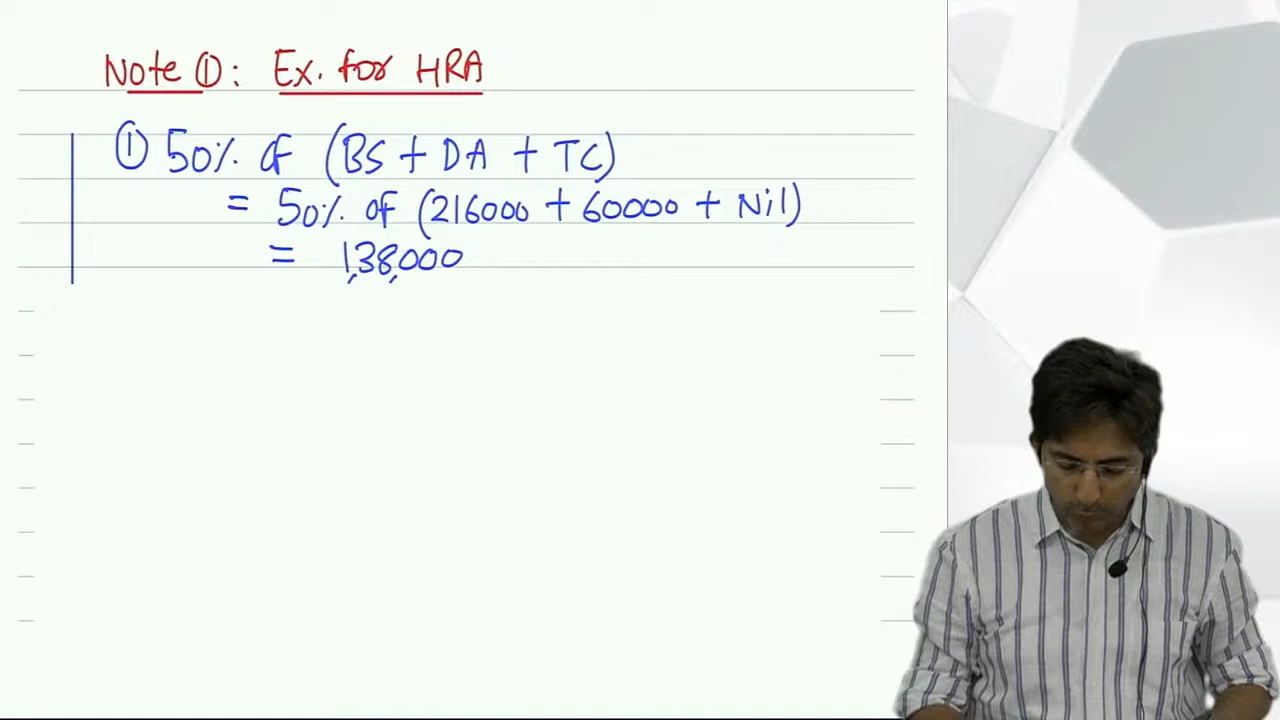 Note ①: Ex. for HRA
① 50% of (BS + DA + TC)
= 50% of (216000 + 60000 + Nil)
= 1,38,000